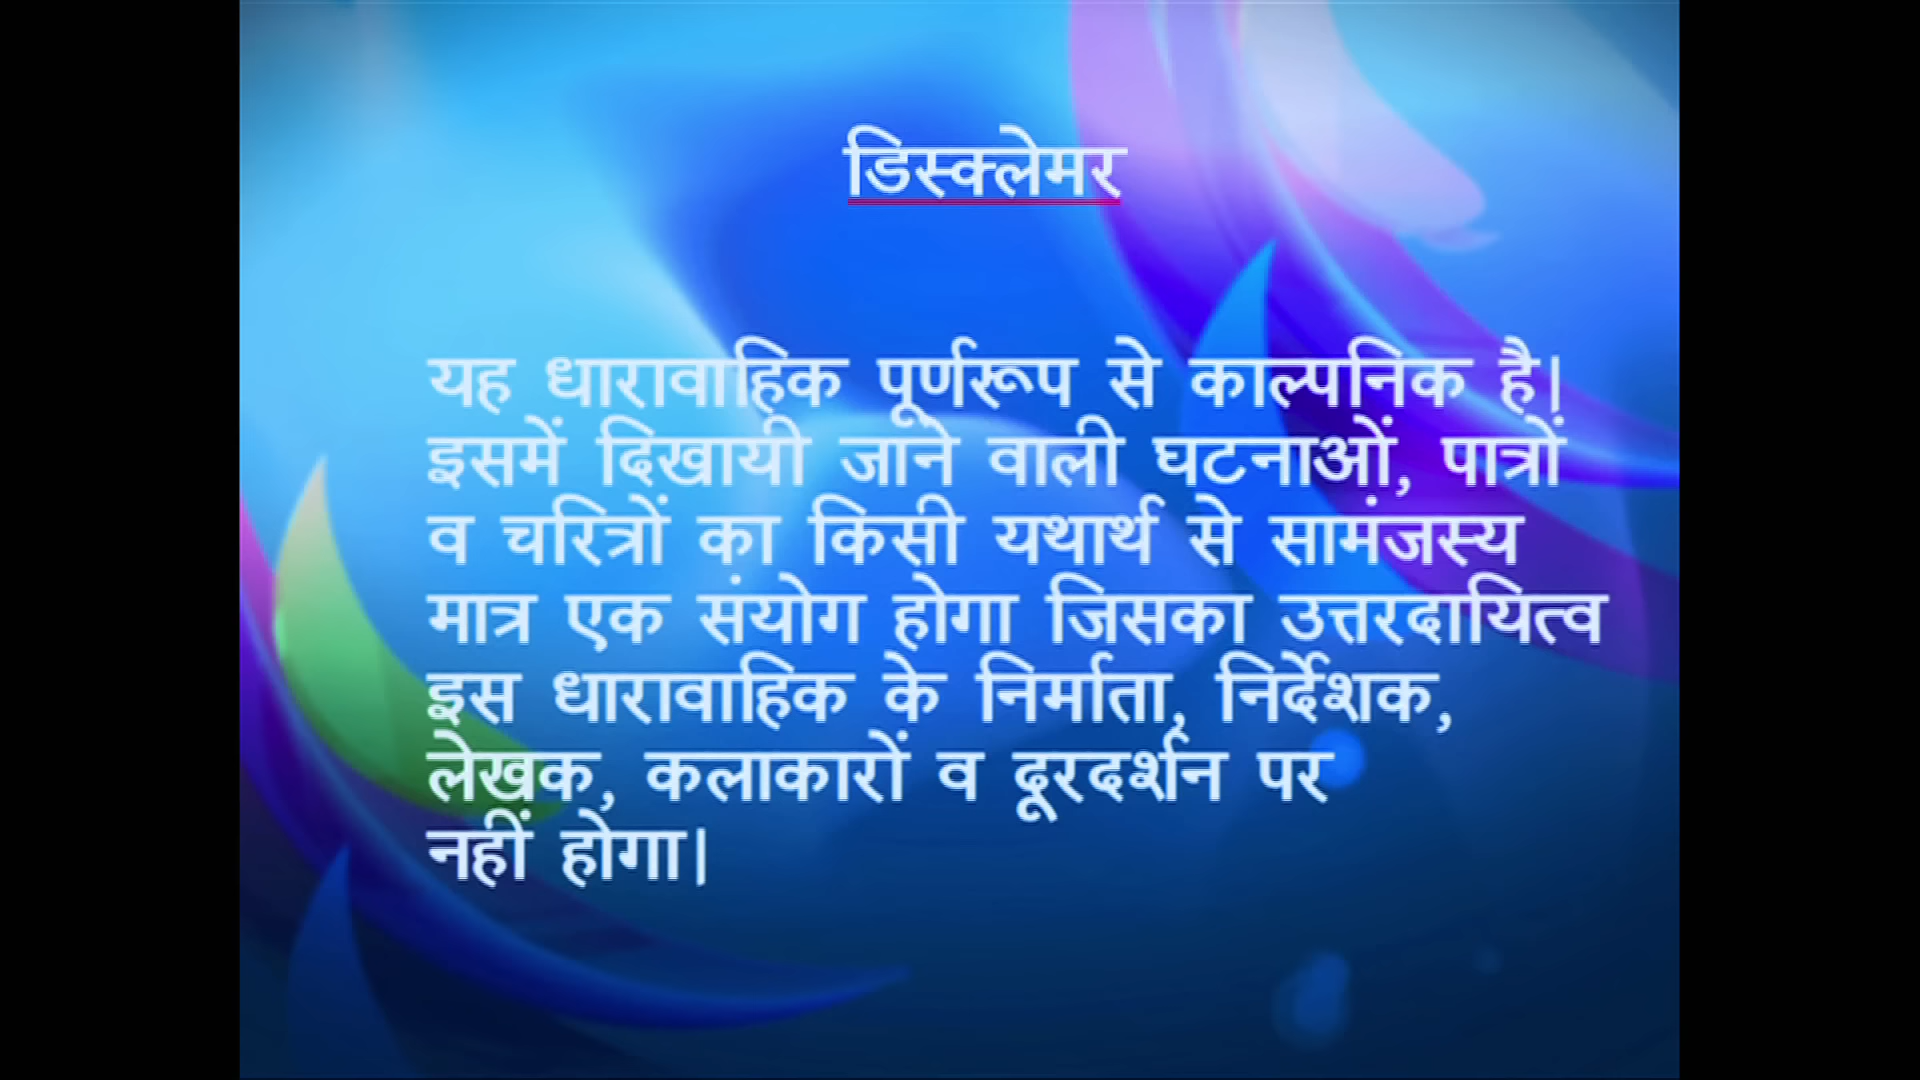 डिस्क्लेमर
यह धारावाहिक पूर्णरूप से काल्पनिक है।
इसमें दिखायी जाने वाली घटनाओं, पात्रों
व चरित्रों का किसी यथार्थ से सामंजस्य
मात्र एक संयोग होगा जिसका उत्तरदायित्व
इस धारावाहिक के निर्माता, निर्देशक,
लेखक, कलाकारों व दूरदर्शन पर
नहीं होगा।